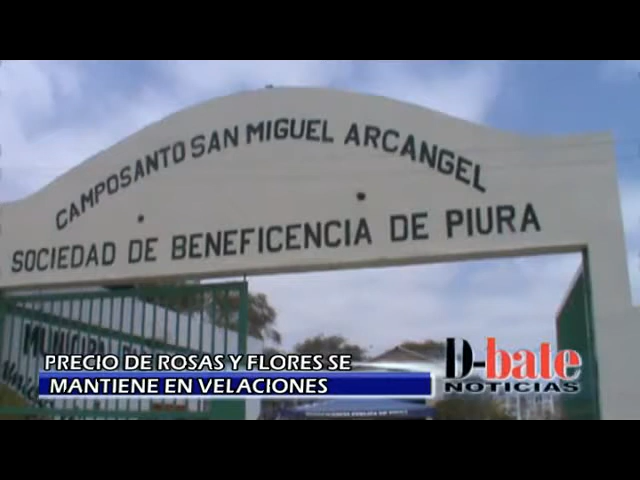 CAMPOSANTO SAN MIGUEL ARCANGEL
SOCIEDAD DE BENEFICENCIA DE PIURA
PRECIO DE ROSAS Y FLORES SE
MANTIENE EN VELACIONES
D-bate
NOTICIAS